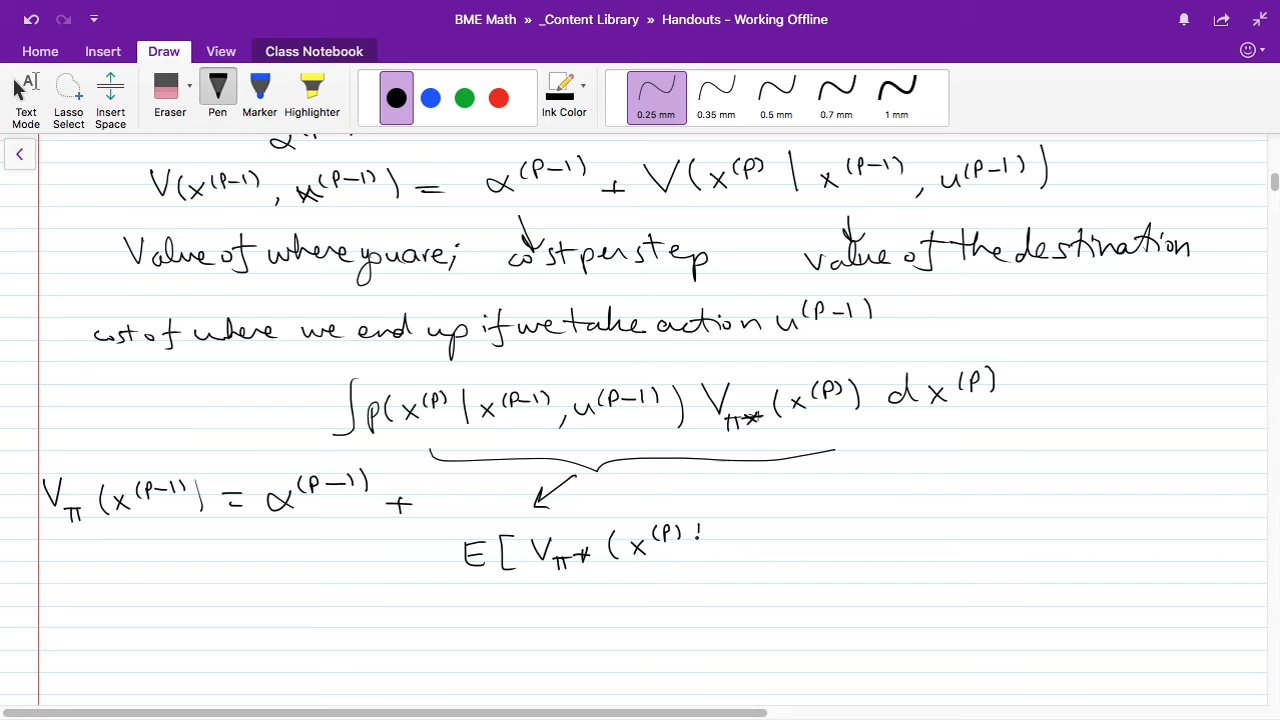 BME Math » _Content Library » Handouts - Working Offline
Home Insert Draw View Class Notebook
Text Mode Lasso Select Insert Space Eraser Pen Marker Highlighter Ink Color 0.25 mm 0.35 mm 0.5 mm 0.7 mm 1 mm
V(x^(P-1), x^(P-1)) = α^(P-1) + V(x^(P) | x^(P-1), u^(P-1))
Value of where you are; cost per step value of the destination
cost of where we end up if we take action u^(P-1)
∫p(x^(P) | x^(P-1), u^(P-1)) V_π*(x^(P)) dx^(P)
V_π(x^(P-1)) = α^(P-1) +
E[V_π*(x^(P)